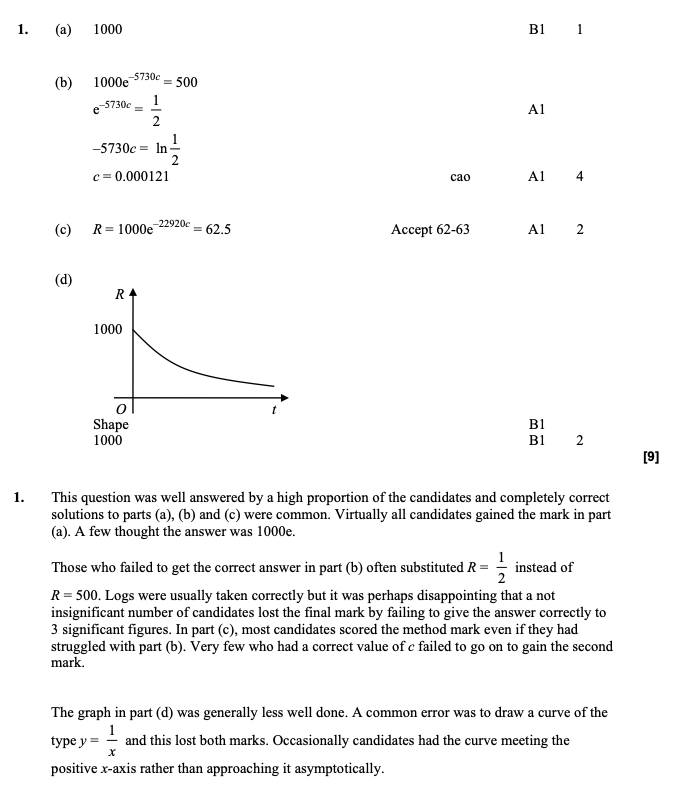 1. (a) 1000 B1 1
(b) 1000e^{-5730c} = 500
e^{-5730c} = \frac{1}{2} A1
-5730c = ln \frac{1}{2}
c = 0.000121 cao A1 4
(c) R = 1000e^{-22920c} = 62.5 Accept 62-63 A1 2
(d)
R
1000
O t
Shape B1
1000 B1 2
[9]
1. This question was well answered by a high proportion of the candidates and completely correct
solutions to parts (a), (b) and (c) were common. Virtually all candidates gained the mark in part
(a). A few thought the answer was 1000e.
Those who failed to get the correct answer in part (b) often substituted R = \frac{1}{2} instead of
R = 500. Logs were usually taken correctly but it was perhaps disappointing that a not
insignificant number of candidates lost the final mark by failing to give the answer correctly to
3 significant figures. In part (c), most candidates scored the method mark even if they had
struggled with part (b). Very few who had a correct value of c failed to go on to gain the second
mark.
The graph in part (d) was generally less well done. A common error was to draw a curve of the
type y = \frac{1}{x} and this lost both marks. Occasionally candidates had the curve meeting the
positive x-axis rather than approaching it asymptotically.